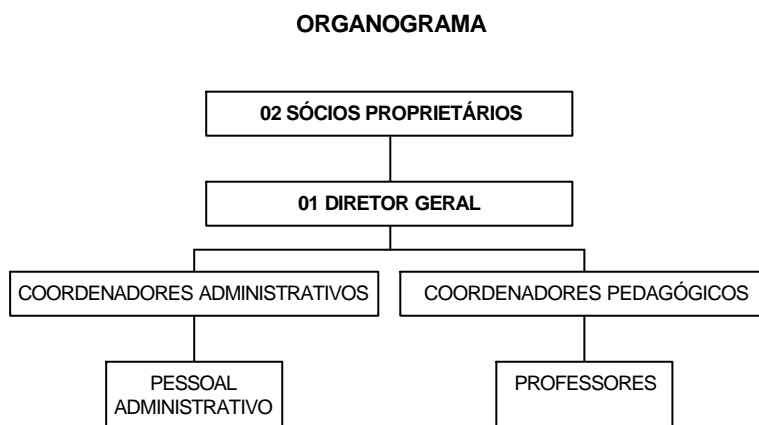 ORGANOGRAMA
02 SÓCIOS PROPRIETÁRIOS
01 DIRETOR GERAL
COORDENADORES ADMINISTRATIVOS
COORDENADORES PEDAGÓGICOS
PESSOAL
ADMINISTRATIVO
PROFESSORES